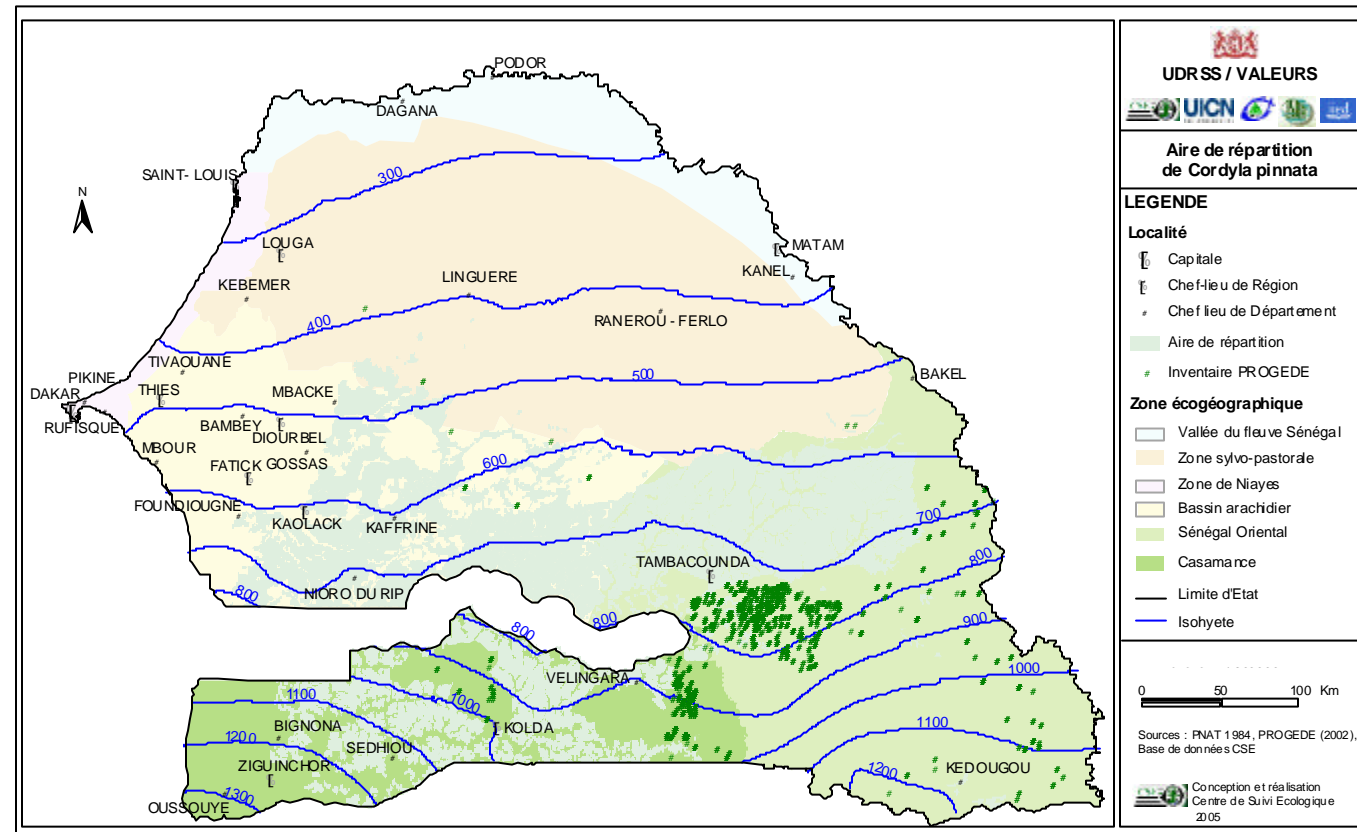 PODOR
DAGANA
SAINT- LOUIS
N
300
LOUGA
MATAM
KANEL
LINGUERE
KEBEMER
RANEROU - FERLO
400
TIVAOUANE
500
BAKEL
PIKINE
THIES
MBACKE
DAKAR
RUFISQUE
BAMBEY
DIOURBEL
MBOUR
FATICK
GOSSAS
600
FOUNDIOUGNE
KAOLACK
KAFFRINE
700
TAMBACOUNDA
800
NIORO DU RIP
800
800
800
900
VELINGARA
1000
1100
1000
BIGNONA
KOLDA
1100
1200
SEDHIOU
ZIGUINCHOR
1200
KEDOUGOU
1300
OUSSOUYE
UDRSS / VALEURS
UICN
Aire de répartition
de Cordyla pinnata
LEGENDE
Localité
Capitale
Chef-lieu de Région
Chef lieu de Département
Aire de répartition
Inventaire PROGEDE
Zone écogéographique
Vallée du fleuve Sénégal
Zone sylvo-pastorale
Zone de Niayes
Bassin arachidier
Sénégal Oriental
Casamance
Limite d'Etat
Isohyete
0 50 100 Km
Sources : PNAT 1984, PROGEDE (2002),
Base de données CSE
Conception et réalisation
Centre de Suivi Ecologique
2005